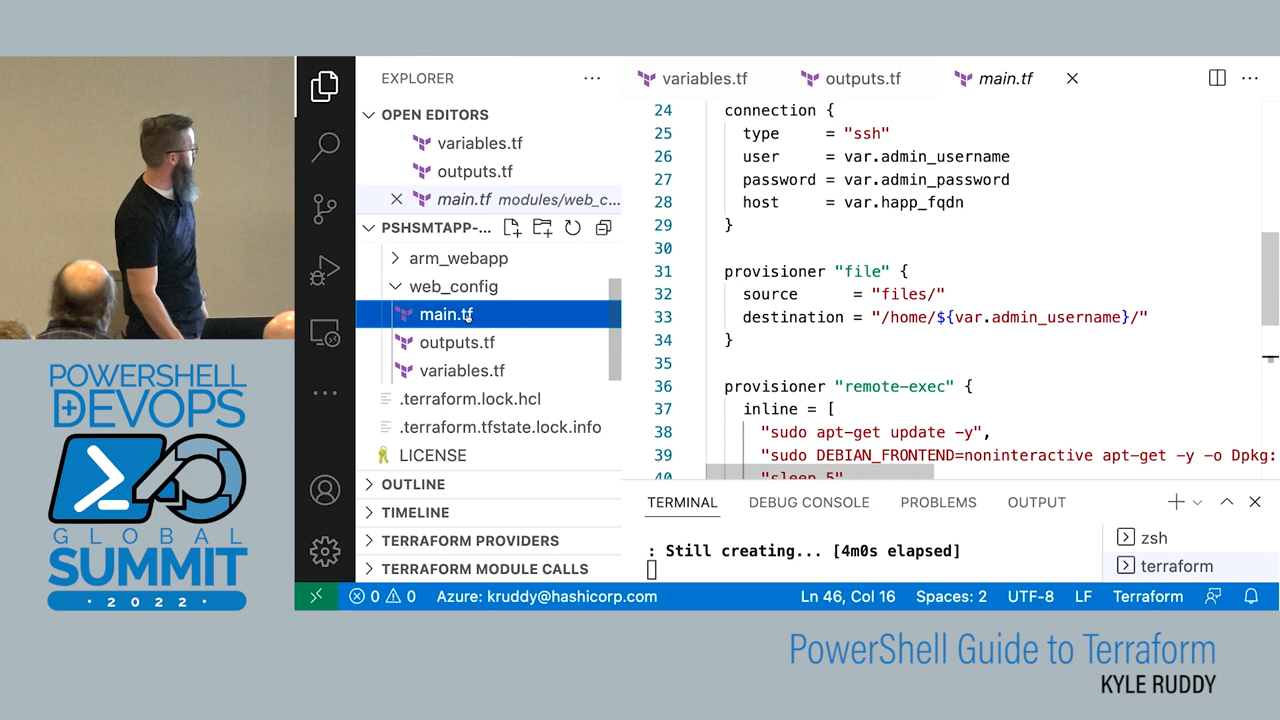 EXPLORER
variables.tf
outputs.tf
main.tf
OPEN EDITORS
variables.tf
outputs.tf
main.tf modules/web_c...
PSHSMTAPP-...
arm_webapp
web_config
main.tf
outputs.tf
variables.tf
.terraform.lock.hcl
.terraform.tfstate.lock.info
LICENSE
OUTLINE
TIMELINE
TERRAFORM PROVIDERS
TERRAFORM MODULE CALLS
24 connection {
25 type = "ssh"
26 user = var.admin_username
27 password = var.admin_password
28 host = var.happ_fqdn
29 }
30
31 provisioner "file" {
32 source = "files/"
33 destination = "/home/${var.admin_username}/"
34 }
35
36 provisioner "remote-exec" {
37 inline = [
38 "sudo apt-get update -y",
39 "sudo DEBIAN_FRONTEND=noninteractive apt-get -y -o Dpkg:
40 "sleep 5"
TERMINAL DEBUG CONSOLE PROBLEMS OUTPUT
: Still creating... [4m0s elapsed]
zsh
terraform
0 0 Azure: kruddy@hashicorp.com Ln 46, Col 16 Spaces: 2 UTF-8 LF Terraform
POWERSHELL
+DEVOPS
GLOBAL
SUMMIT
· 2022 ·
PowerShell Guide to Terraform
KYLE RUDDY